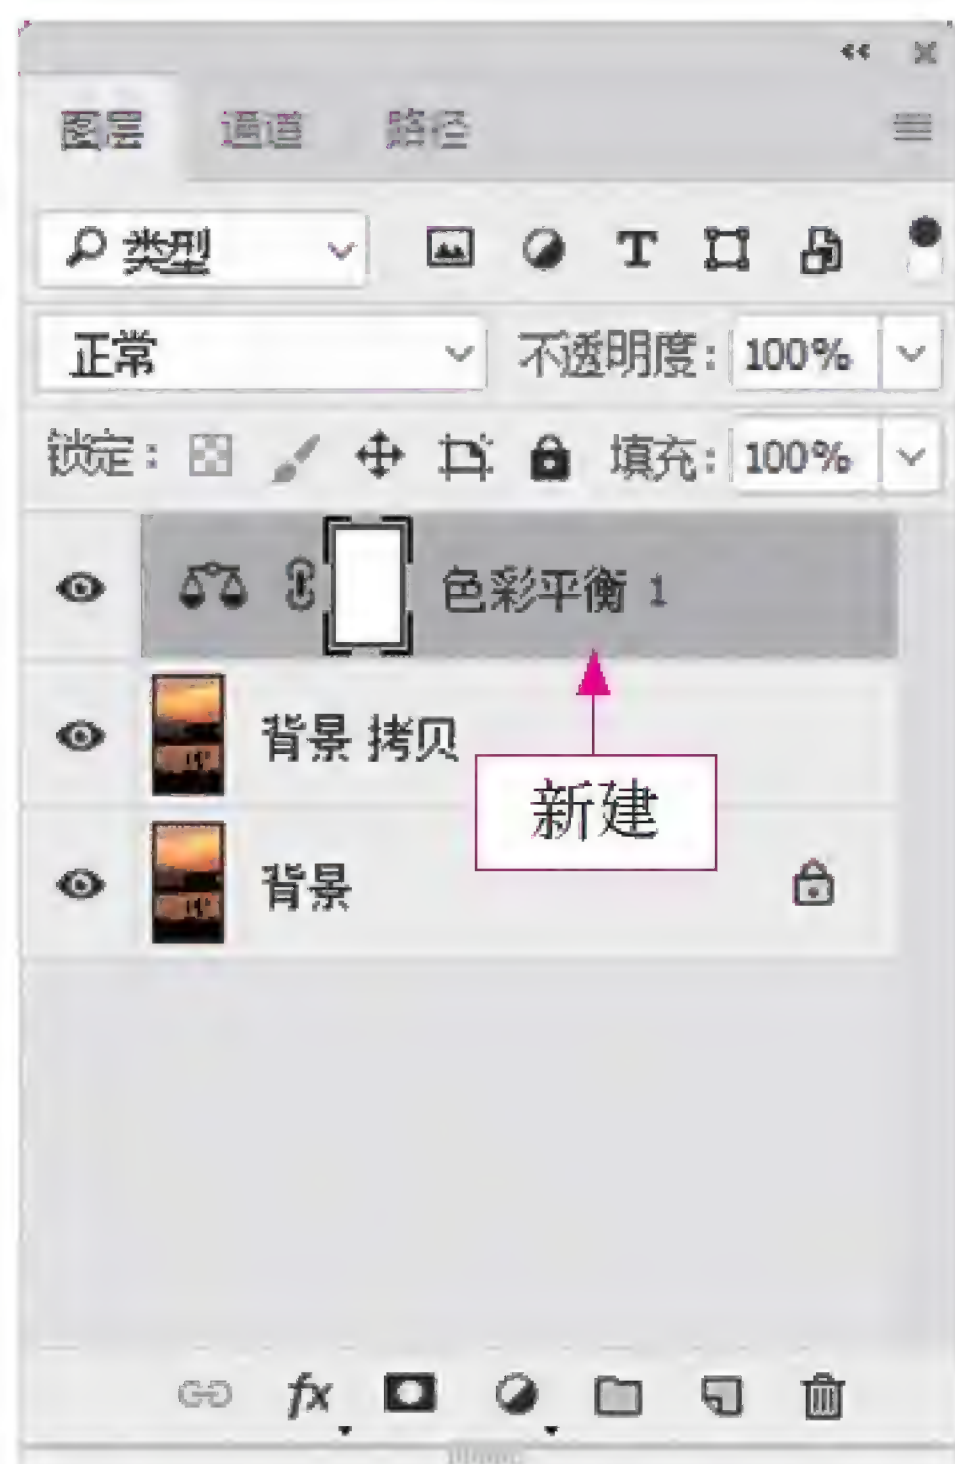 图层 通道 路径
类型 T
正常 不透明度: 100%
锁定: 填充: 100%
色彩平衡 1
背景 拷贝
新建
背景
fx